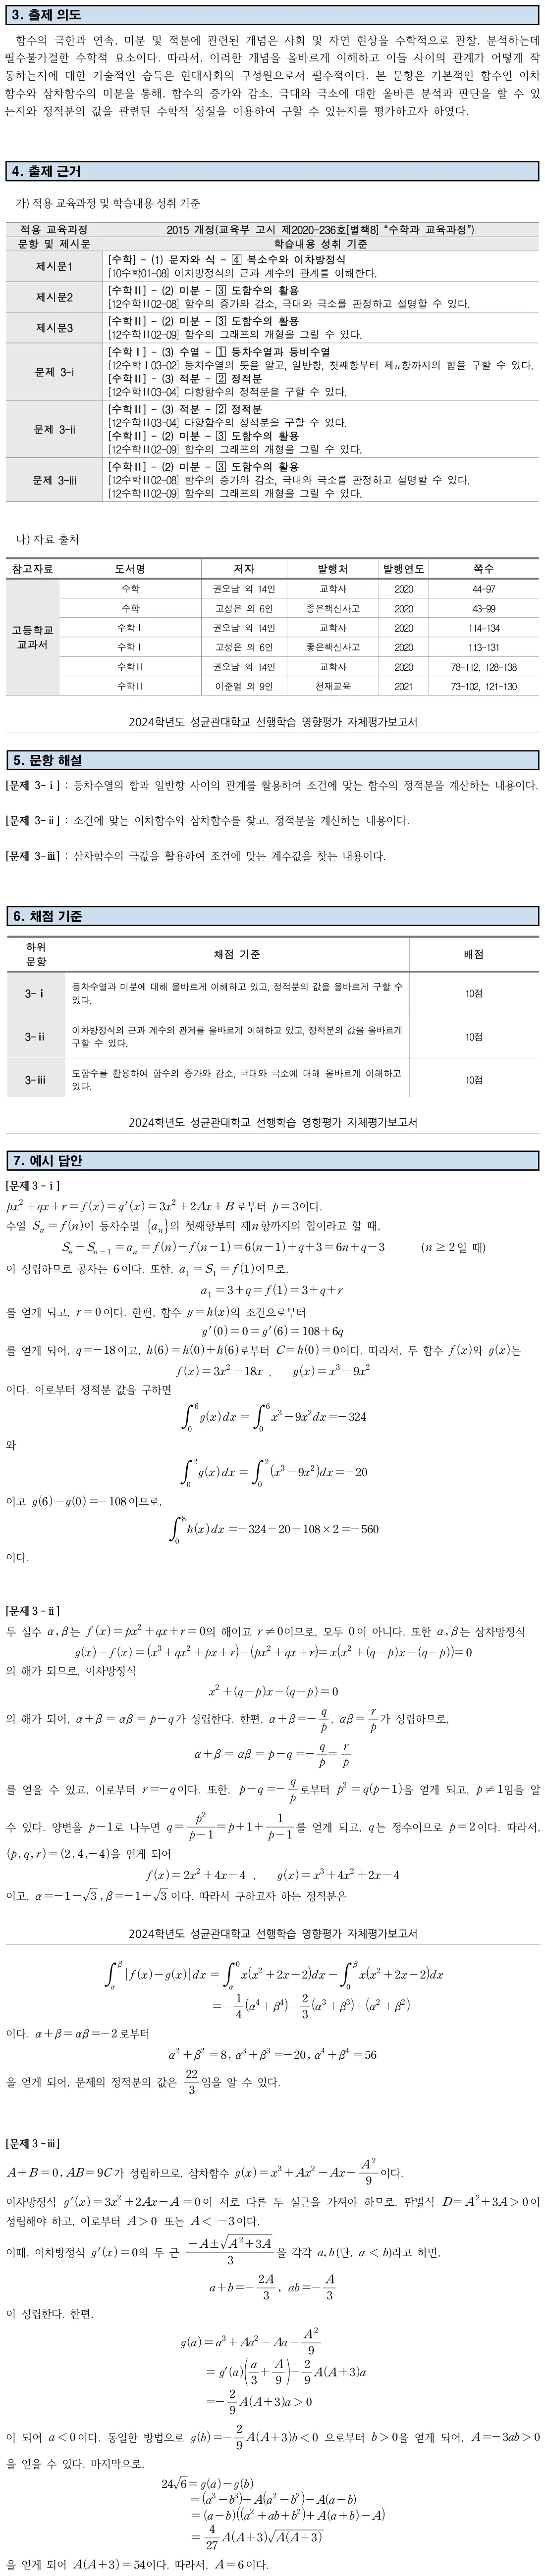 3. 출제 의도
함수의 극한과 연속, 미분 및 적분에 관련된 개념은 사회 및 자연 현상을 수학적으로 관찰, 분석하는데
필수불가결한 수학적 요소이다. 따라서, 이러한 개념을 올바르게 이해하고 이들 사이의 관계가 어떻게 작
동하는지에 대한 기술적인 습득은 현대사회의 구성원으로서 필수적이다. 본 문항은 기본적인 함수인 이차
함수와 삼차함수의 미분을 통해, 함수의 증가와 감소, 극대와 극소에 대한 올바른 분석과 판단을 할 수 있
는지와 정적분의 값을 관련된 수학적 성질을 이용하여 구할 수 있는지를 평가하고자 하였다.
4. 출제 근거
가) 적용 교육과정 및 학습내용 성취 기준
적용 교육과정 2015 개정(교육부 고시 제2020-236호[별책8] “수학과 교육과정”)
문항 및 제시문 학습내용 성취 기준
제시문1 [수학] - (1) 문자와 식 - 4 복소수와 이차방정식
[10수학01-08] 이차방정식의 근과 계수의 관계를 이해한다.
제시문2 [수학Ⅱ] - (2) 미분 - 3 도함수의 활용
[12수학Ⅱ02-08] 함수의 증가와 감소, 극대와 극소를 판정하고 설명할 수 있다.
제시문3 [수학Ⅱ] - (2) 미분 - 3 도함수의 활용
[12수학Ⅱ02-09] 함수의 그래프의 개형을 그릴 수 있다.
문제 3-i [수학Ⅰ] - (3) 수열 - 1 등차수열과 등비수열
[12수학Ⅰ03-02] 등차수열의 뜻을 알고, 일반항, 첫째항부터 제n항까지의 합을 구할 수 있다.
[수학Ⅱ] - (3) 적분 - 2 정적분
[12수학Ⅱ03-04] 다항함수의 정적분을 구할 수 있다.
문제 3-ii [수학Ⅱ] - (3) 적분 - 2 정적분
[12수학Ⅱ03-04] 다항함수의 정적분을 구할 수 있다.
[수학Ⅱ] - (2) 미분 - 3 도함수의 활용
[12수학Ⅱ02-09] 함수의 그래프의 개형을 그릴 수 있다.
문제 3-iii [수학Ⅱ] - (2) 미분 - 3 도함수의 활용
[12수학Ⅱ02-08] 함수의 증가와 감소, 극대와 극소를 판정하고 설명할 수 있다.
[12수학Ⅱ02-09] 함수의 그래프의 개형을 그릴 수 있다.
나) 자료 출처
참고자료 도서명 저자 발행처 발행연도 쪽수
고등학교 교과서
수학 권오남 외 14인 교학사 2020 44-97
수학 고성은 외 6인 좋은책신사고 2020 43-99
수학Ⅰ 권오남 외 14인 교학사 2020 114-134
수학Ⅰ 고성은 외 6인 좋은책신사고 2020 113-131
수학Ⅱ 권오남 외 14인 교학사 2020 78-112, 128-138
수학Ⅱ 이준열 외 9인 천재교육 2021 73-102, 121-130
2024학년도 성균관대학교 선행학습 영향평가 자체평가보고서
5. 문항 해설
[문제 3-ⅰ] : 등차수열의 합과 일반항 사이의 관계를 활용하여 조건에 맞는 함수의 정적분을 계산하는 내용이다.
[문제 3-ⅱ] : 조건에 맞는 이차함수와 삼차함수를 찾고, 정적분을 계산하는 내용이다.
[문제 3-ⅲ] : 삼차함수의 극값을 활용하여 조건에 맞는 계수값을 찾는 내용이다.
6. 채점 기준
하위 문항 채점 기준 배점
3-ⅰ 등차수열과 미분에 대해 올바르게 이해하고 있고, 정적분의 값을 올바르게 구할 수
있다. 10점
3-ⅱ 이차방정식의 근과 계수의 관계를 올바르게 이해하고 있고, 정적분의 값을 올바르게
구할 수 있다. 10점
3-ⅲ 도함수를 활용하여 함수의 증가와 감소, 극대와 극소에 대해 올바르게 이해하고
있다. 10점
2024학년도 성균관대학교 선행학습 영향평가 자체평가보고서
7. 예시 답안
[문제 3-ⅰ]
px²+qx+r=f(x)=g′(x)=3x²+2Ax+B로부터 p=3이다.
수열 Sₙ=f(n)이 등차수열 {aₙ}의 첫째항부터 제n항까지의 합이라고 할 때,
Sₙ-Sₙ₋₁=aₙ=f(n)-f(n-1)=6(n-1)+q+3=6n+q-3 (n≥2일 때)
이 성립하므로 공차는 6이다. 또한, a₁=S₁=f(1)이므로,
a₁=3+q=f(1)=3+q+r
를 얻게 되고, r=0이다. 한편, 함수 y=h(x)의 조건으로부터
g′(0)=0=g′(6)=108+6q
를 얻게 되어, q=-18이고, h(6)=h(0)+h(6)로부터 C=h(0)=0이다. 따라서, 두 함수 f(x)와 g(x)는
f(x)=3x²-18x , g(x)=x³-9x²
이다. 이로부터 정적분 값을 구하면
∫₀⁶g(x)dx=∫₀⁶x³-9x²dx=-324
와
∫₀²g(x)dx=∫₀²(x³-9x²)dx=-20
이고 g(6)-g(0)=-108이므로,
∫₀⁸h(x)dx=-324-20-108×2=-560
이다.
[문제 3-ⅱ]
두 실수 α,β는 f(x)=px²+qx+r=0의 해이고 r≠0이므로, 모두 0이 아니다. 또한 α,β는 삼차방정식
g(x)-f(x)=(x³+qx²+px+r)-(px²+qx+r)=x(x²+(q-p)x-(q-p))=0
의 해가 되므로, 이차방정식
x²+(q-p)x-(q-p)=0
의 해가 되어, α+β=αβ=p-q가 성립한다. 한편, α+β=-q/p, αβ=r/p가 성립하므로,
α+β=αβ=p-q=-q/p=r/p
를 얻을 수 있고, 이로부터 r=-q이다. 또한, p-q=-q/p로부터 p²=q(p-1)을 얻게 되고, p≠1임을 알
수 있다. 양변을 p-1로 나누면 q=p²/(p-1)=p+1+1/(p-1)를 얻게 되고, q는 정수이므로 p=2이다. 따라서,
(p,q,r)=(2,4,-4)을 얻게 되어
f(x)=2x²+4x-4 , g(x)=x³+4x²+2x-4
이고, α=-1-√3, β=-1+√3이다. 따라서 구하고자 하는 정적분은
2024학년도 성균관대학교 선행학습 영향평가 자체평가보고서
∫_α^β|f(x)-g(x)|dx=∫_α^0 x(x²+2x-2)dx-∫_0^β x(x²+2x-2)dx
=-1/4(α⁴+β⁴)-2/3(α³+β³)+(α²+β²)
이다. α+β=αβ=-2로부터
α²+β²=8, α³+β³=-20, α⁴+β⁴=56
을 얻게 되어, 문제의 정적분의 값은 22/3임을 알 수 있다.
[문제 3-ⅲ]
A+B=0, AB=9C가 성립하므로, 삼차함수 g(x)=x³+Ax²-Ax-A²/9이다.
이차방정식 g′(x)=3x²+2Ax-A=0이 서로 다른 두 실근을 가져야 하므로, 판별식 D=A²+3A>0이
성립해야 하고, 이로부터 A>0 또는 A<-3이다.
이때, 이차방정식 g′(x)=0의 두 근 (-A±√(A²+3A))/3을 각각 a,b(단, a<b)라고 하면,
a+b=-2A/3, ab=-A/3
이 성립한다. 한편,
g(a)=a³+Aa²-Aa-A²/9
=g′(a)(a/3+A/9)-2/9A(A+3)a
=-2/9A(A+3)a>0
이 되어 a<0이다. 동일한 방법으로 g(b)=-2/9A(A+3)b<0 으로부터 b>0을 얻게 되어, A=-3ab>0
을 얻을 수 있다. 마지막으로,
24√6=g(a)-g(b)
=(a³-b³)+A(a²-b²)-A(a-b)
=(a-b)((a²+ab+b²)+A(a+b)-A)
=4/27A(A+3)√(A(A+3))
을 얻게 되어 A(A+3)=54이다. 따라서, A=6이다.